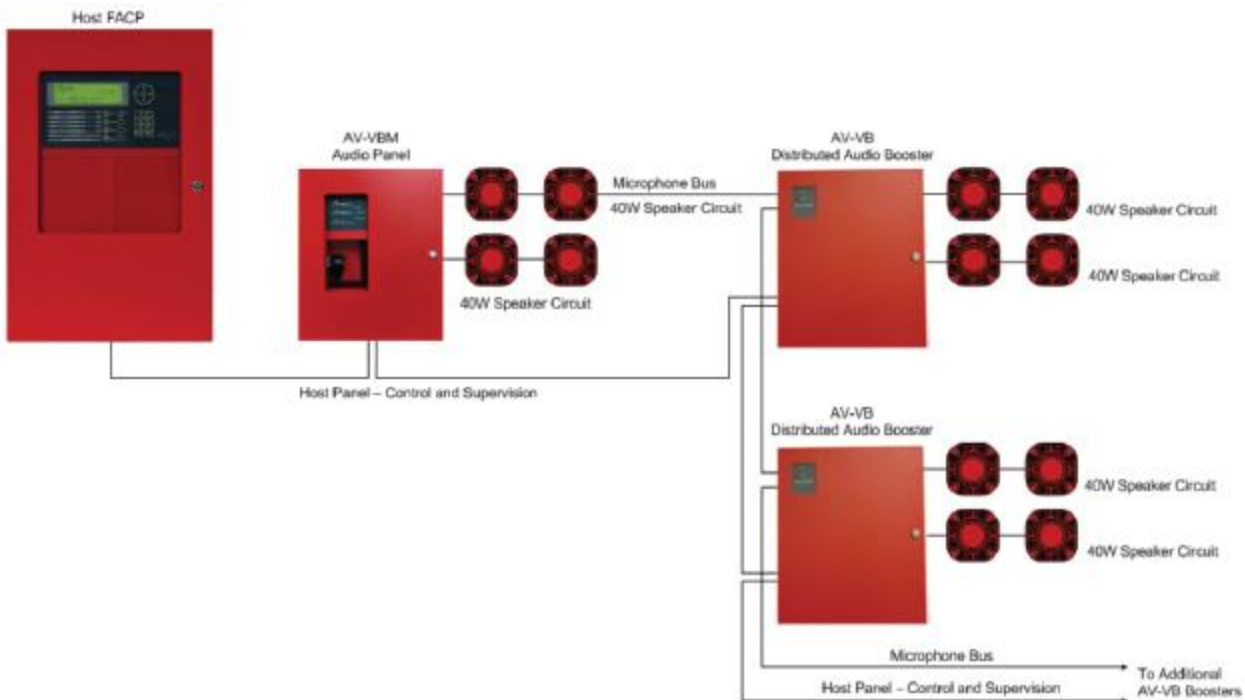 Host FACP
AV-VBM
Audio Panel
AV-VB
Distributed Audio Booster
Microphone Bus
40W Speaker Circuit
40W Speaker Circuit
40W Speaker Circuit
40W Speaker Circuit
Host Panel – Control and Supervision
AV-VB
Distributed Audio Booster
40W Speaker Circuit
40W Speaker Circuit
Microphone Bus
To Additional
AV-VB Boosters
Host Panel – Control and Supervision